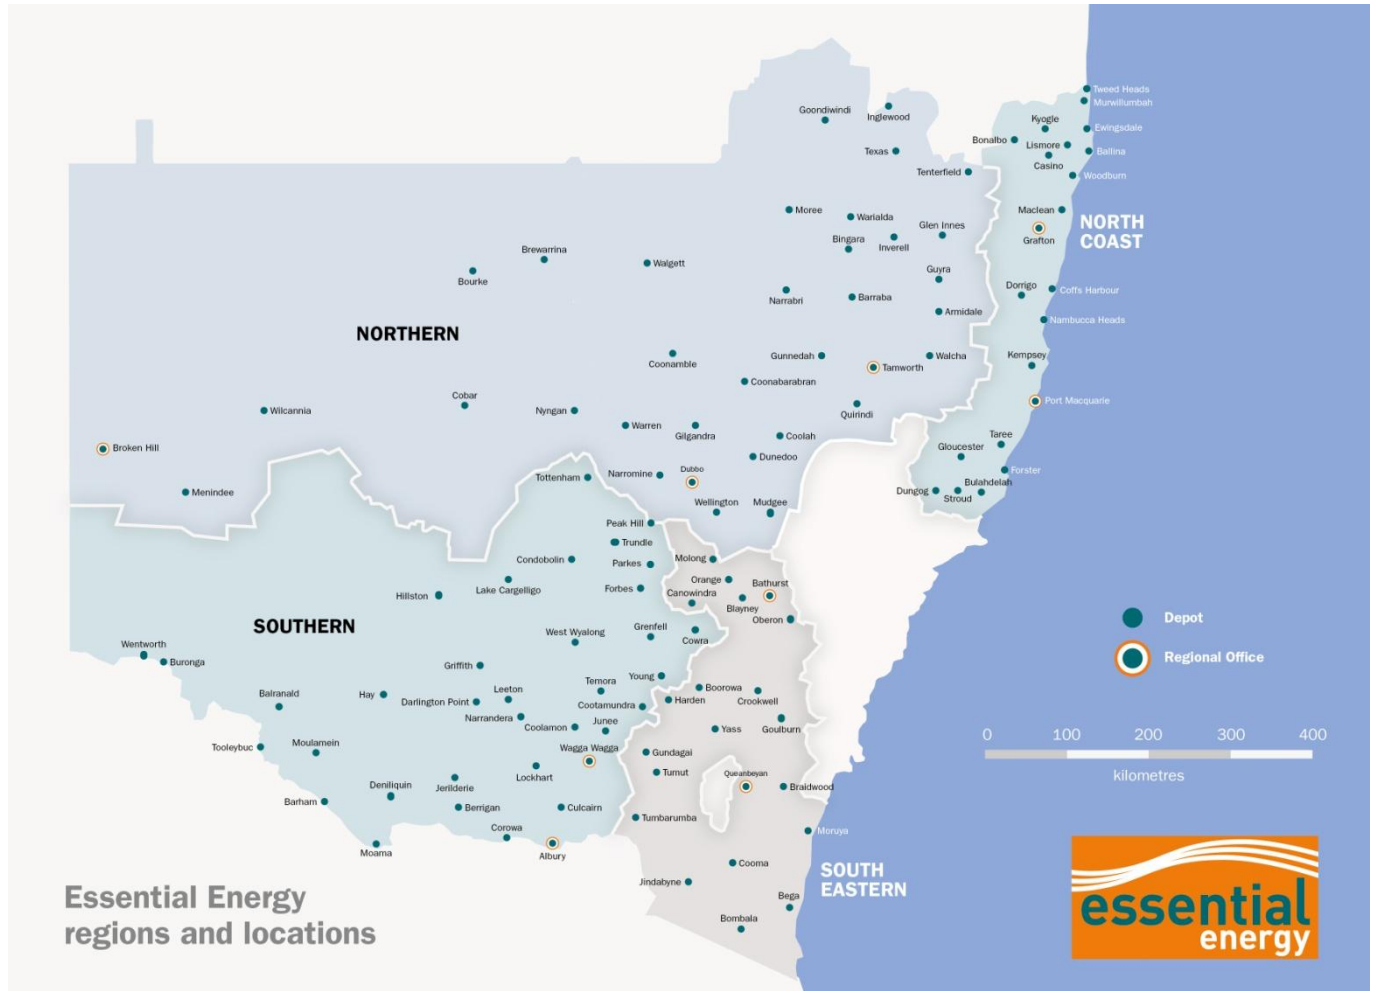 Tweed Heads
Murwillumbah
Goondiwindi
Inglewood
Kyogle
Ewingsdale
Bonalbo
Lismore
Ballina
Texas
Casino
Tenterfield
Woodburn
Moree
Warialda
Maclean
NORTH
COAST
Glen Innes
Bingara
Inverell
Grafton
Brewarrina
Walgett
Bourke
Guyra
Dorrigo
Coffs Harbour
Narrabri
Barraba
Armidale
Nambucca Heads
NORTHERN
Gunnedah
Walcha
Kempsey
Coonamble
Tamworth
Coonabarabran
Cobar
Port Macquarie
Wilcannia
Nyngan
Quirindi
Warren
Gilgandra
Coolah
Taree
Broken Hill
Gloucester
Dunedoo
Dubbo
Narromine
Forster
Tottenham
Bulahdelah
Menindee
Dungog
Stroud
Wellington
Mudgee
Peak Hill
Trundle
Condobolin
Parkes
Molong
Orange
Bathurst
Lake Cargelligo
Forbes
Canowindra
Hillston
Blayney
Oberon
Depot
SOUTHERN
Grenfell
West Wyalong
Cowra
Wentworth
Buronga
Regional Office
Griffith
Young
Temora
Boorowa
Balranald
Hay
Leeton
Darlington Point
Harden
Crookwell
Cootamundra
Narrandera
Junee
Coolamon
Yass
Goulburn
0 100 200 300 400
kilometres
Tooleybuc
Moulamein
Wagga Wagga
Gundagai
Lockhart
Tumut
Queanbeyan
Deniliquin
Jerilderie
Braidwood
Barham
Berrigan
Culcairn
Tumbarumba
Corowa
Moruya
Moama
Albury
Cooma
SOUTH
EASTERN
Jindabyne
Bega
Bombala
Essential Energy
regions and locations
essential
energy